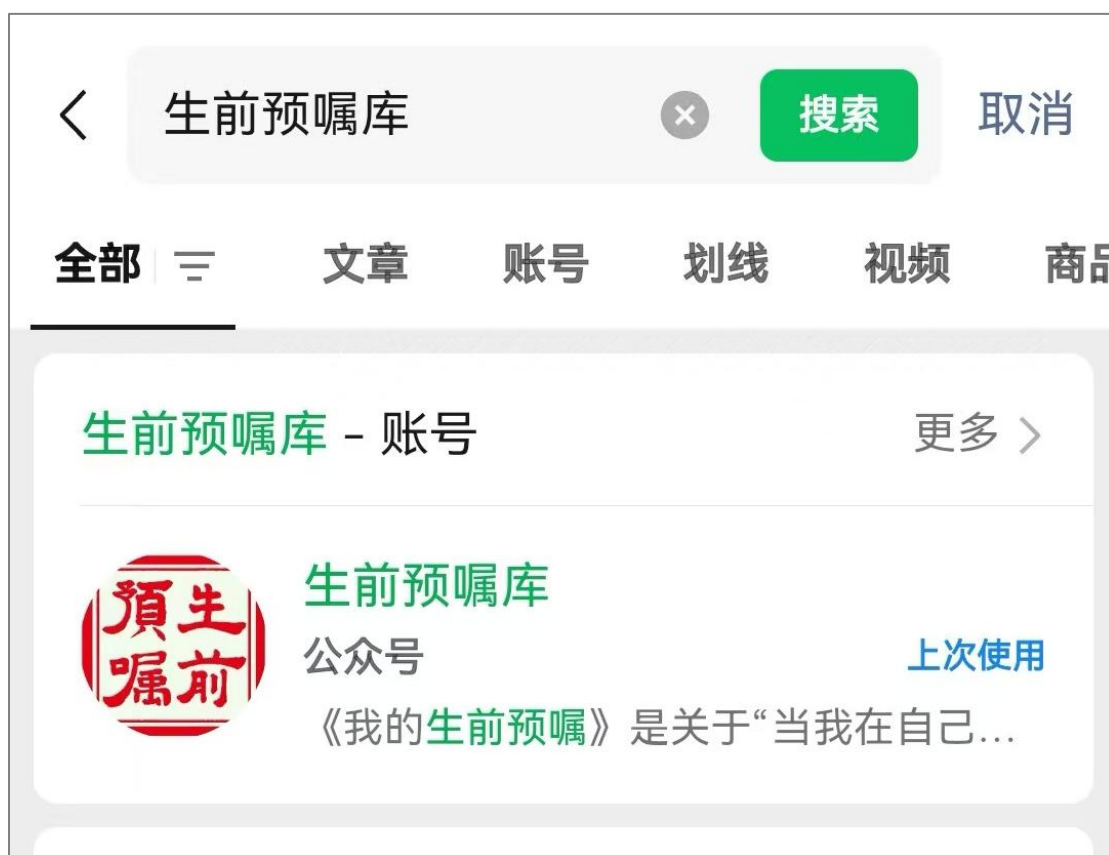 生前预嘱库 搜索 取消
全部 文章 账号 划线 视频 商品
生前预嘱库 – 账号 更多
預生
嘱前
生前预嘱库
公众号 上次使用
《我的生前预嘱》是关于“当我在自己...